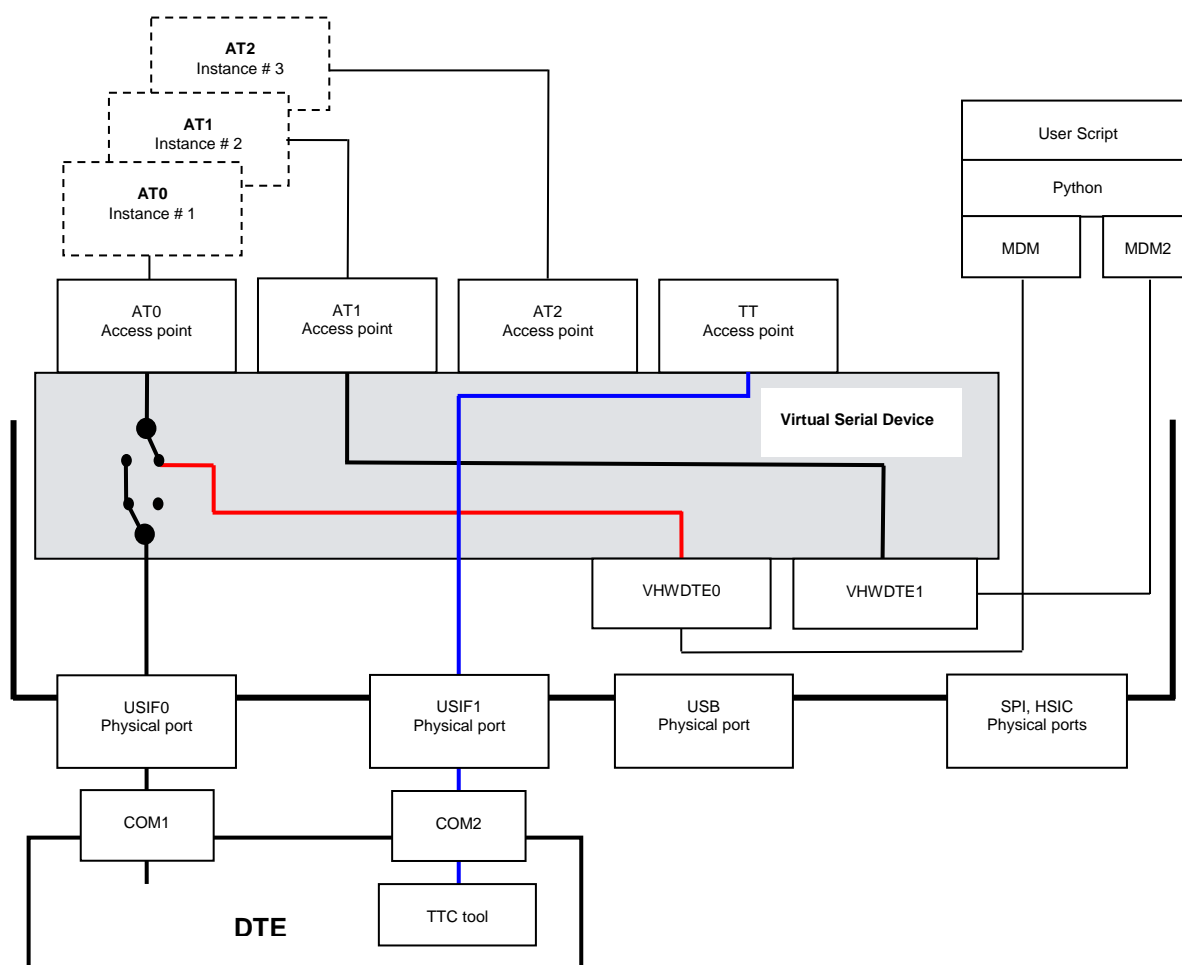 AT2
Instance # 3
AT1
Instance # 2
AT0
Instance # 1
User Script
Python
MDM
MDM2
AT0
Access point
AT1
Access point
AT2
Access point
TT
Access point
Virtual Serial Device
VHWDTE0
VHWDTE1
USIF0
Physical port
USIF1
Physical port
USB
Physical port
SPI, HSIC
Physical ports
COM1
COM2
TTC tool
DTE